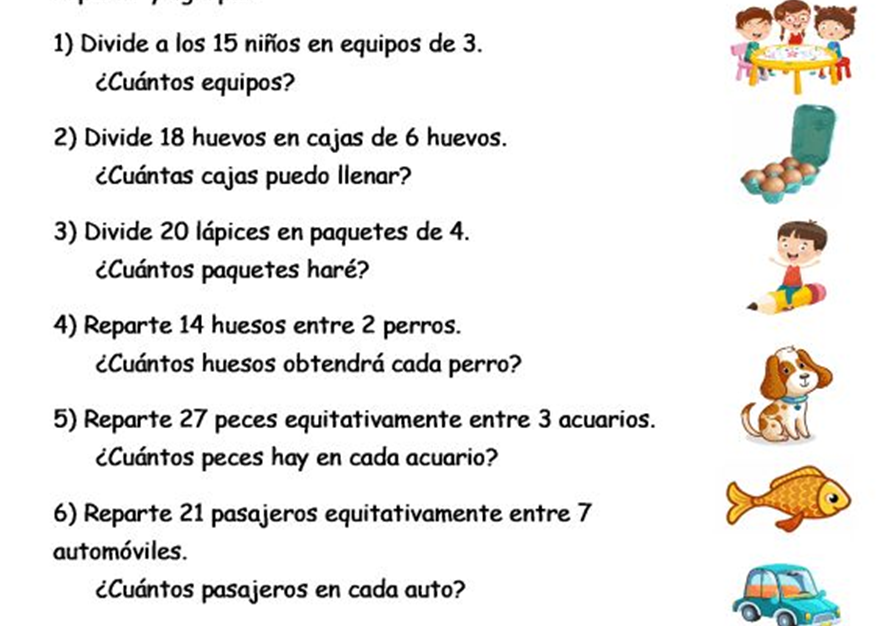 1) Divide a los 15 niños en equipos de 3.
¿Cuántos equipos?
2) Divide 18 huevos en cajas de 6 huevos.
¿Cuántas cajas puedo llenar?
3) Divide 20 lápices en paquetes de 4.
¿Cuántos paquetes haré?
4) Reparte 14 huesos entre 2 perros.
¿Cuántos huesos obtendrá cada perro?
5) Reparte 27 peces equitativamente entre 3 acuarios.
¿Cuántos peces hay en cada acuario?
6) Reparte 21 pasajeros equitativamente entre 7
automóviles.
¿Cuántos pasajeros en cada auto?